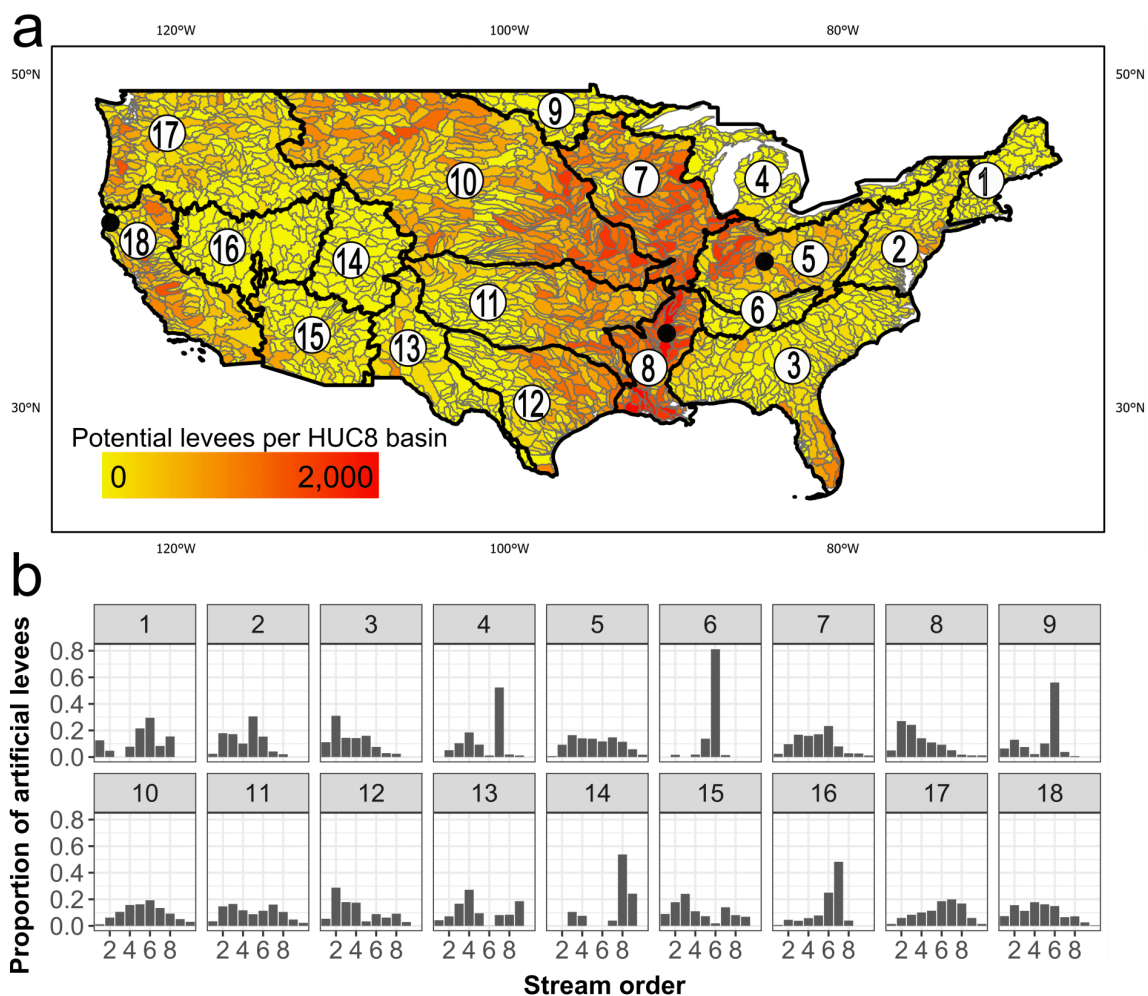 a
120°W 100°W 80°W
50°N 50°N
9
17
7
10
4
1
18
16
14
5
2
11
6
15
13
3
8
12
30°N 30°N
Potential levees per HUC8 basin
0 2,000
120°W 100°W 80°W
b
Proportion of artificial levees
1 2 3 4 5 6 7 8 9
0.8
0.6
0.4
0.2
0.0
10 11 12 13 14 15 16 17 18
0.8
0.6
0.4
0.2
0.0
2 4 6 8 2 4 6 8 2 4 6 8 2 4 6 8 2 4 6 8 2 4 6 8 2 4 6 8 2 4 6 8 2 4 6 8
Stream order